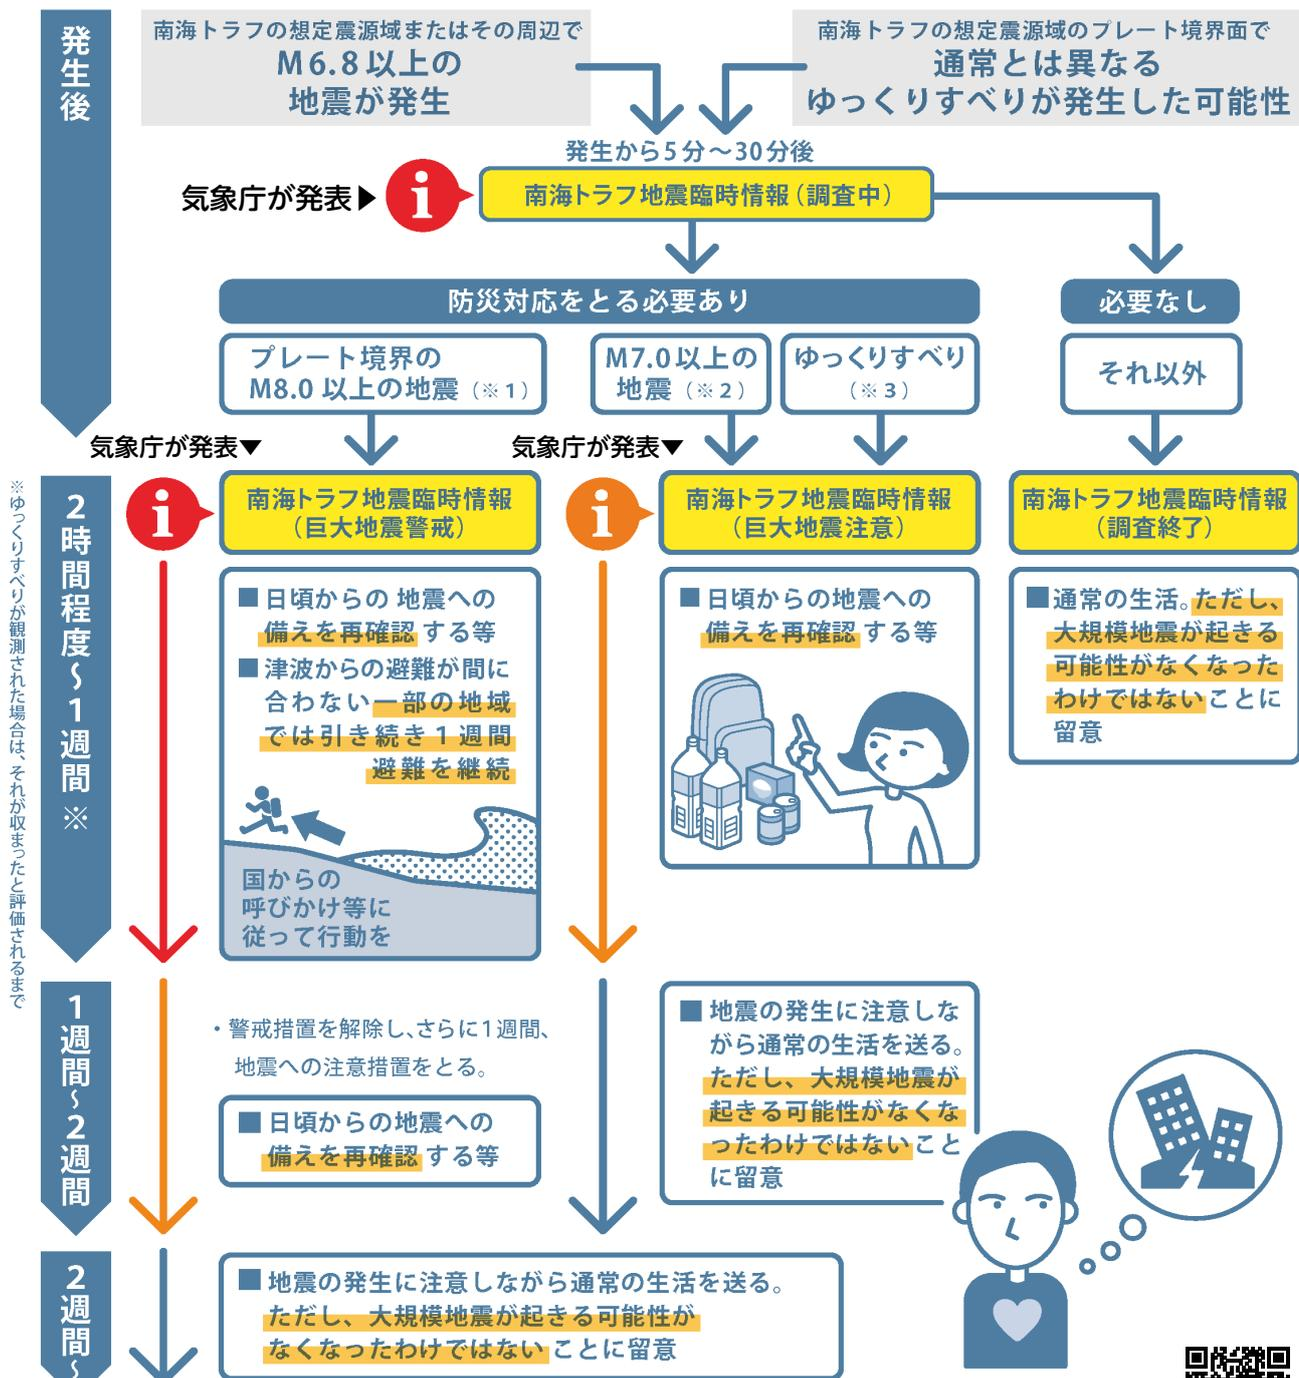 発生後
南海トラフの想定震源域またはその周辺で
M6.8以上の
地震が発生
南海トラフの想定震源域のプレート境界面で
通常とは異なる
ゆっくりすべりが発生した可能性
発生から5分～30分後
気象庁が発表▶
i
南海トラフ地震臨時情報（調査中）
防災対応をとる必要あり
必要なし
プレート境界の
M8.0 以上の地震（※1）
M7.0以上の
地震（※2）
ゆっくりすべり
（※3）
それ以外
気象庁が発表▼
気象庁が発表▼
2時間程度～1週間※
※ゆっくりすべりが観測された場合は、それが収まったと評価されるまで
i
南海トラフ地震臨時情報
（巨大地震警戒）
i
南海トラフ地震臨時情報
（巨大地震注意）
南海トラフ地震臨時情報
（調査終了）
■日頃からの 地震への
備えを再確認する等
■津波からの避難が間に
合わない一部の地域
では引き続き1週間
避難を継続
国からの
呼びかけ等に
従って行動を
■日頃からの地震への
備えを再確認する等
■通常の生活。ただし、
大規模地震が起きる
可能性がなくなった
わけではないことに
留意
1週間～2週間
・警戒措置を解除し、さらに1週間、
地震への注意措置をとる。
■日頃からの地震への
備えを再確認する等
■地震の発生に注意しな
がら通常の生活を送る。
ただし、大規模地震が
起きる可能性がなくな
ったわけではないこと
に留意
2週間～
■地震の発生に注意しながら通常の生活を送る。
ただし、大規模地震が起きる可能性が
なくなったわけではないことに留意